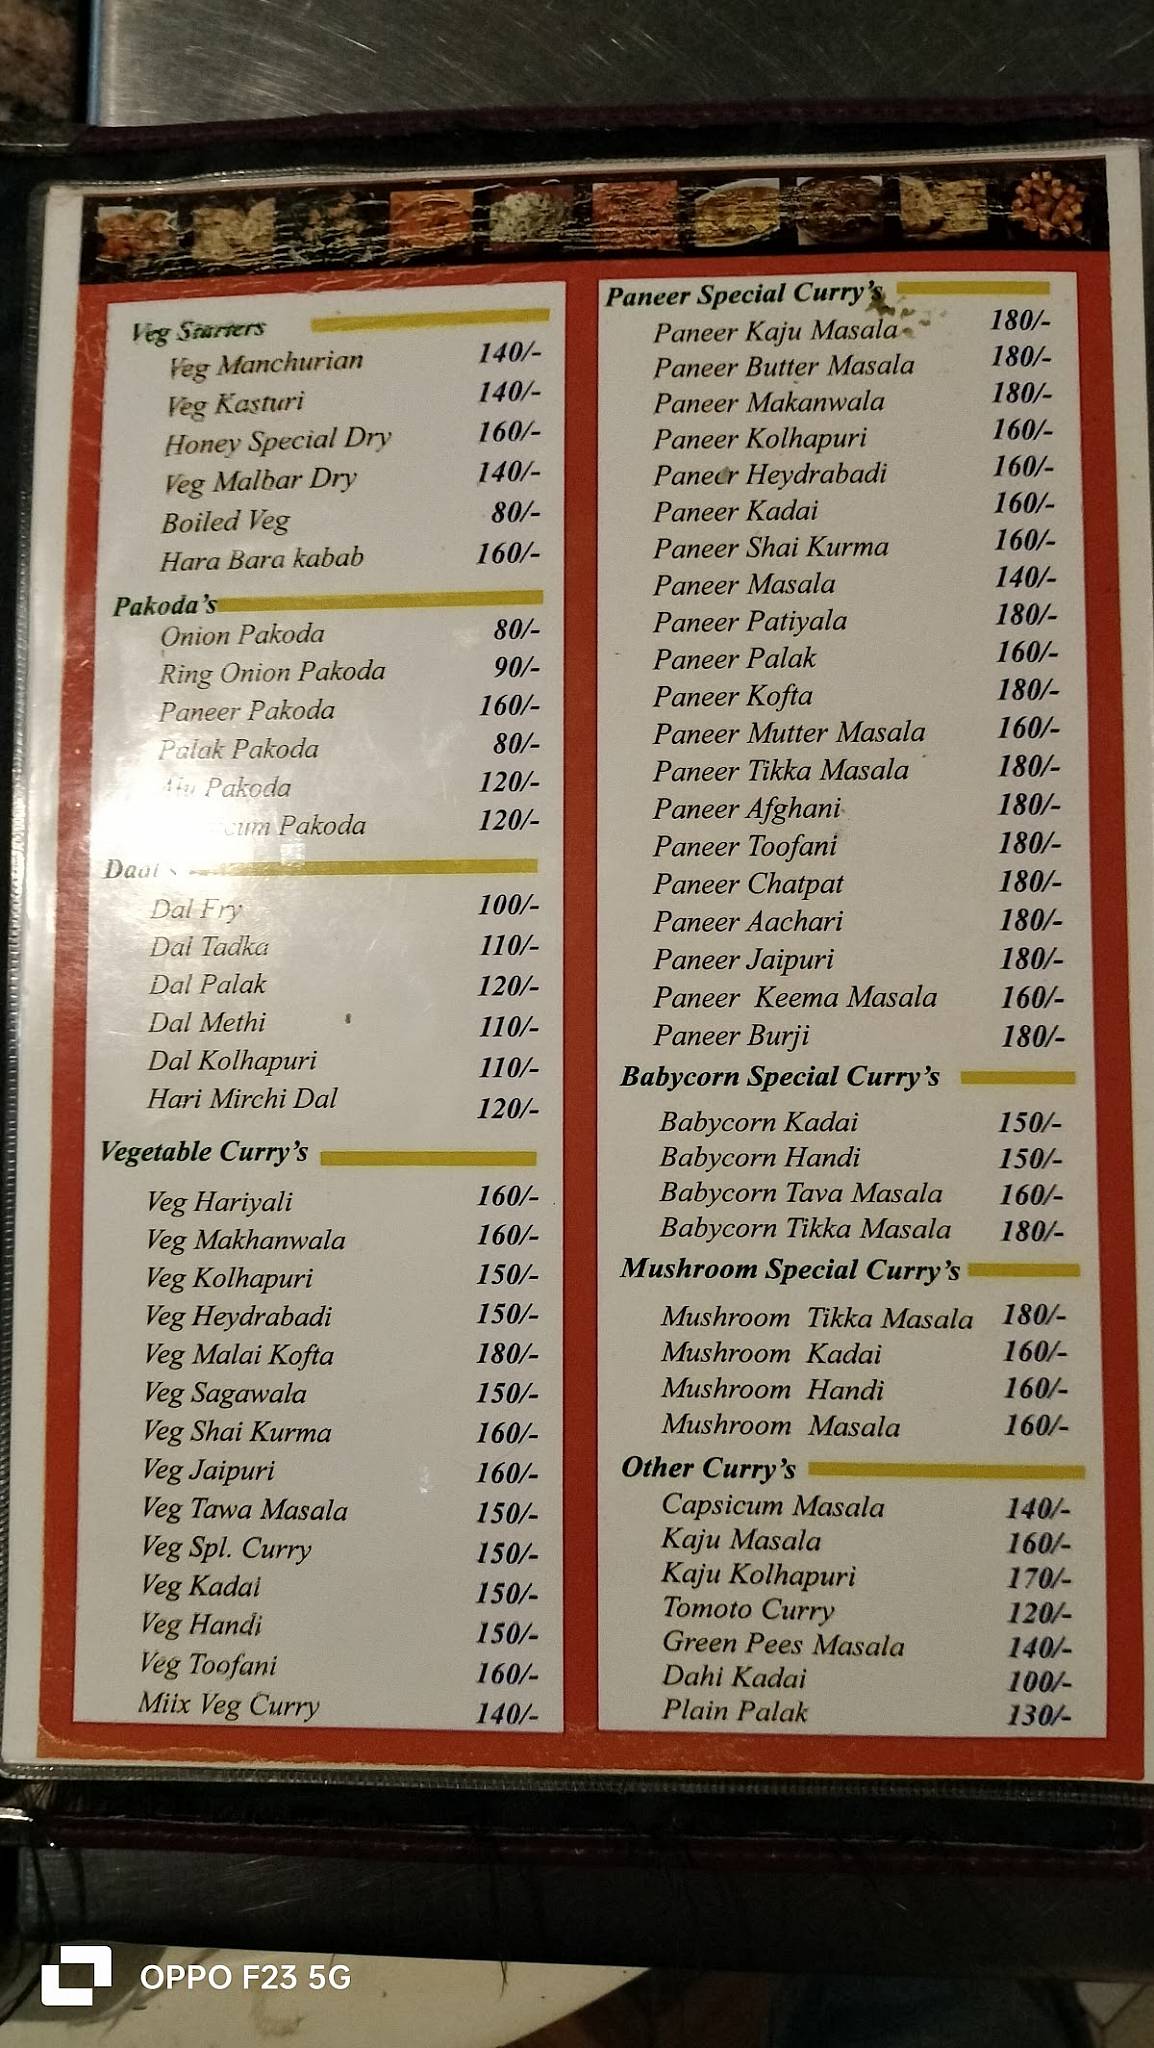 Veg Starters
Veg Manchurian 140/-
Veg Kasturi 140/-
Honey Special Dry 160/-
Veg Malbar Dry 140/-
Boiled Veg 80/-
Hara Bara kabab 160/-
Pakoda's
Onion Pakoda 80/-
Ring Onion Pakoda 90/-
Paneer Pakoda 160/-
Palak Pakoda 80/-
Pakoda 120/-
Pakoda 120/-
Dal Fry 100/-
Dal Tadka 110/-
Dal Palak 120/-
Dal Methi 110/-
Dal Kolhapuri 110/-
Hari Mirchi Dal 120/-
Vegetable Curry's
Veg Hariyali 160/-
Veg Makhanwala 160/-
Veg Kolhapuri 150/-
Veg Heydrabadi 150/-
Veg Malai Kofta 180/-
Veg Sagawala 150/-
Veg Shai Kurma 160/-
Veg Jaipuri 160/-
Veg Tawa Masala 150/-
Veg Spl. Curry 150/-
Veg Kadai 150/-
Veg Handi 150/-
Veg Toofani 160/-
Miix Veg Curry 140/-
Paneer Special Curry's
Paneer Kaju Masala 180/-
Paneer Butter Masala 180/-
Paneer Makanwala 180/-
Paneer Kolhapuri 160/-
Paneer Heydrabadi 160/-
Paneer Kadai 160/-
Paneer Shai Kurma 160/-
Paneer Masala 140/-
Paneer Patiyala 180/-
Paneer Palak 160/-
Paneer Kofta 180/-
Paneer Mutter Masala 160/-
Paneer Tikka Masala 180/-
Paneer Afghani 180/-
Paneer Toofani 180/-
Paneer Chatpat 180/-
Paneer Aachari 180/-
Paneer Jaipuri 180/-
Paneer Keema Masala 160/-
Paneer Burji 180/-
Babycorn Special Curry's
Babycorn Kadai 150/-
Babycorn Handi 150/-
Babycorn Tava Masala 160/-
Babycorn Tikka Masala 180/-
Mushroom Special Curry's
Mushroom Tikka Masala 180/-
Mushroom Kadai 160/-
Mushroom Handi 160/-
Mushroom Masala 160/-
Other Curry's
Capsicum Masala 140/-
Kaju Masala 160/-
Kaju Kolhapuri 170/-
Tomoto Curry 120/-
Green Pees Masala 140/-
Dahi Kadai 100/-
Plain Palak 130/-
OPPO F23 5G